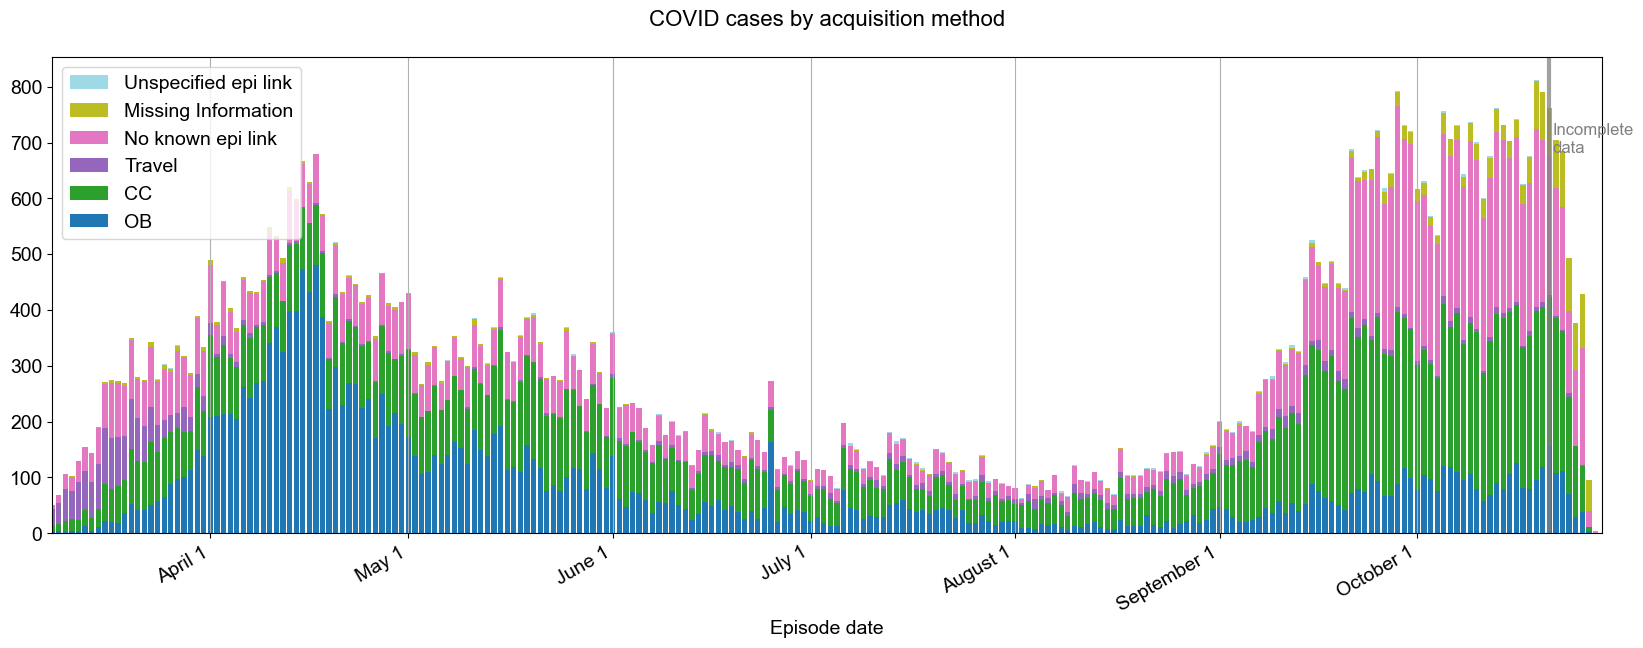 COVID cases by acquisition method
800
700
600
500
400
300
200
100
0
Unspecified epi link
Missing Information
No known epi link
Travel
CC
OB
Incomplete
data
April 1
May 1
June 1
July 1
August 1
September 1
October 1
Episode date